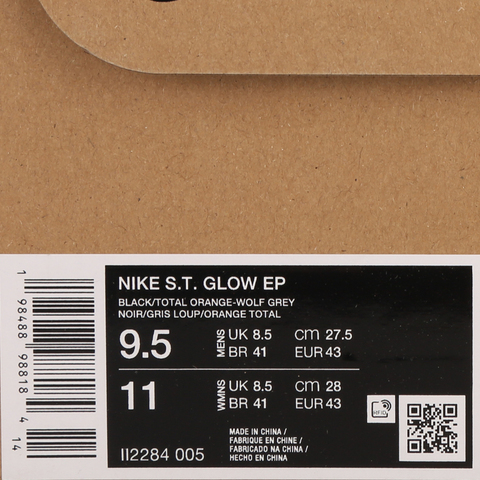 NIKE S.T. GLOW EP
BLACK/TOTAL ORANGE-WOLF GREY
NOIR/GRIS LOUP/ORANGE TOTAL
9.5 MENS UK 8.5 cm 27.5
BR 41 EUR 43
11 WMNS UK 8.5 cm 28
BR 41 EUR 43
II2284 005
MADE IN CHINA /
FABRIQUE EN CHINE /
FABRICADO NA CHINA /
HECHO EN CHINA
1 98488 98818 4 14